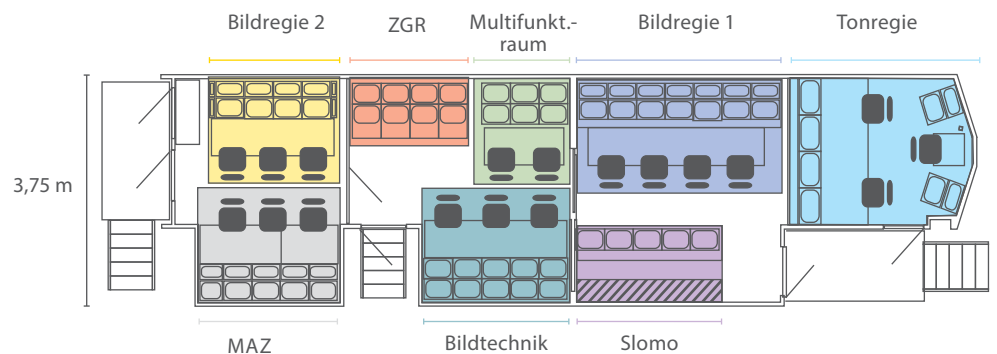 Bildregie 2
ZGR
Multifunkt.-
raum
Bildregie 1
Tonregie
3,75 m
MAZ
Bildtechnik
Slomo